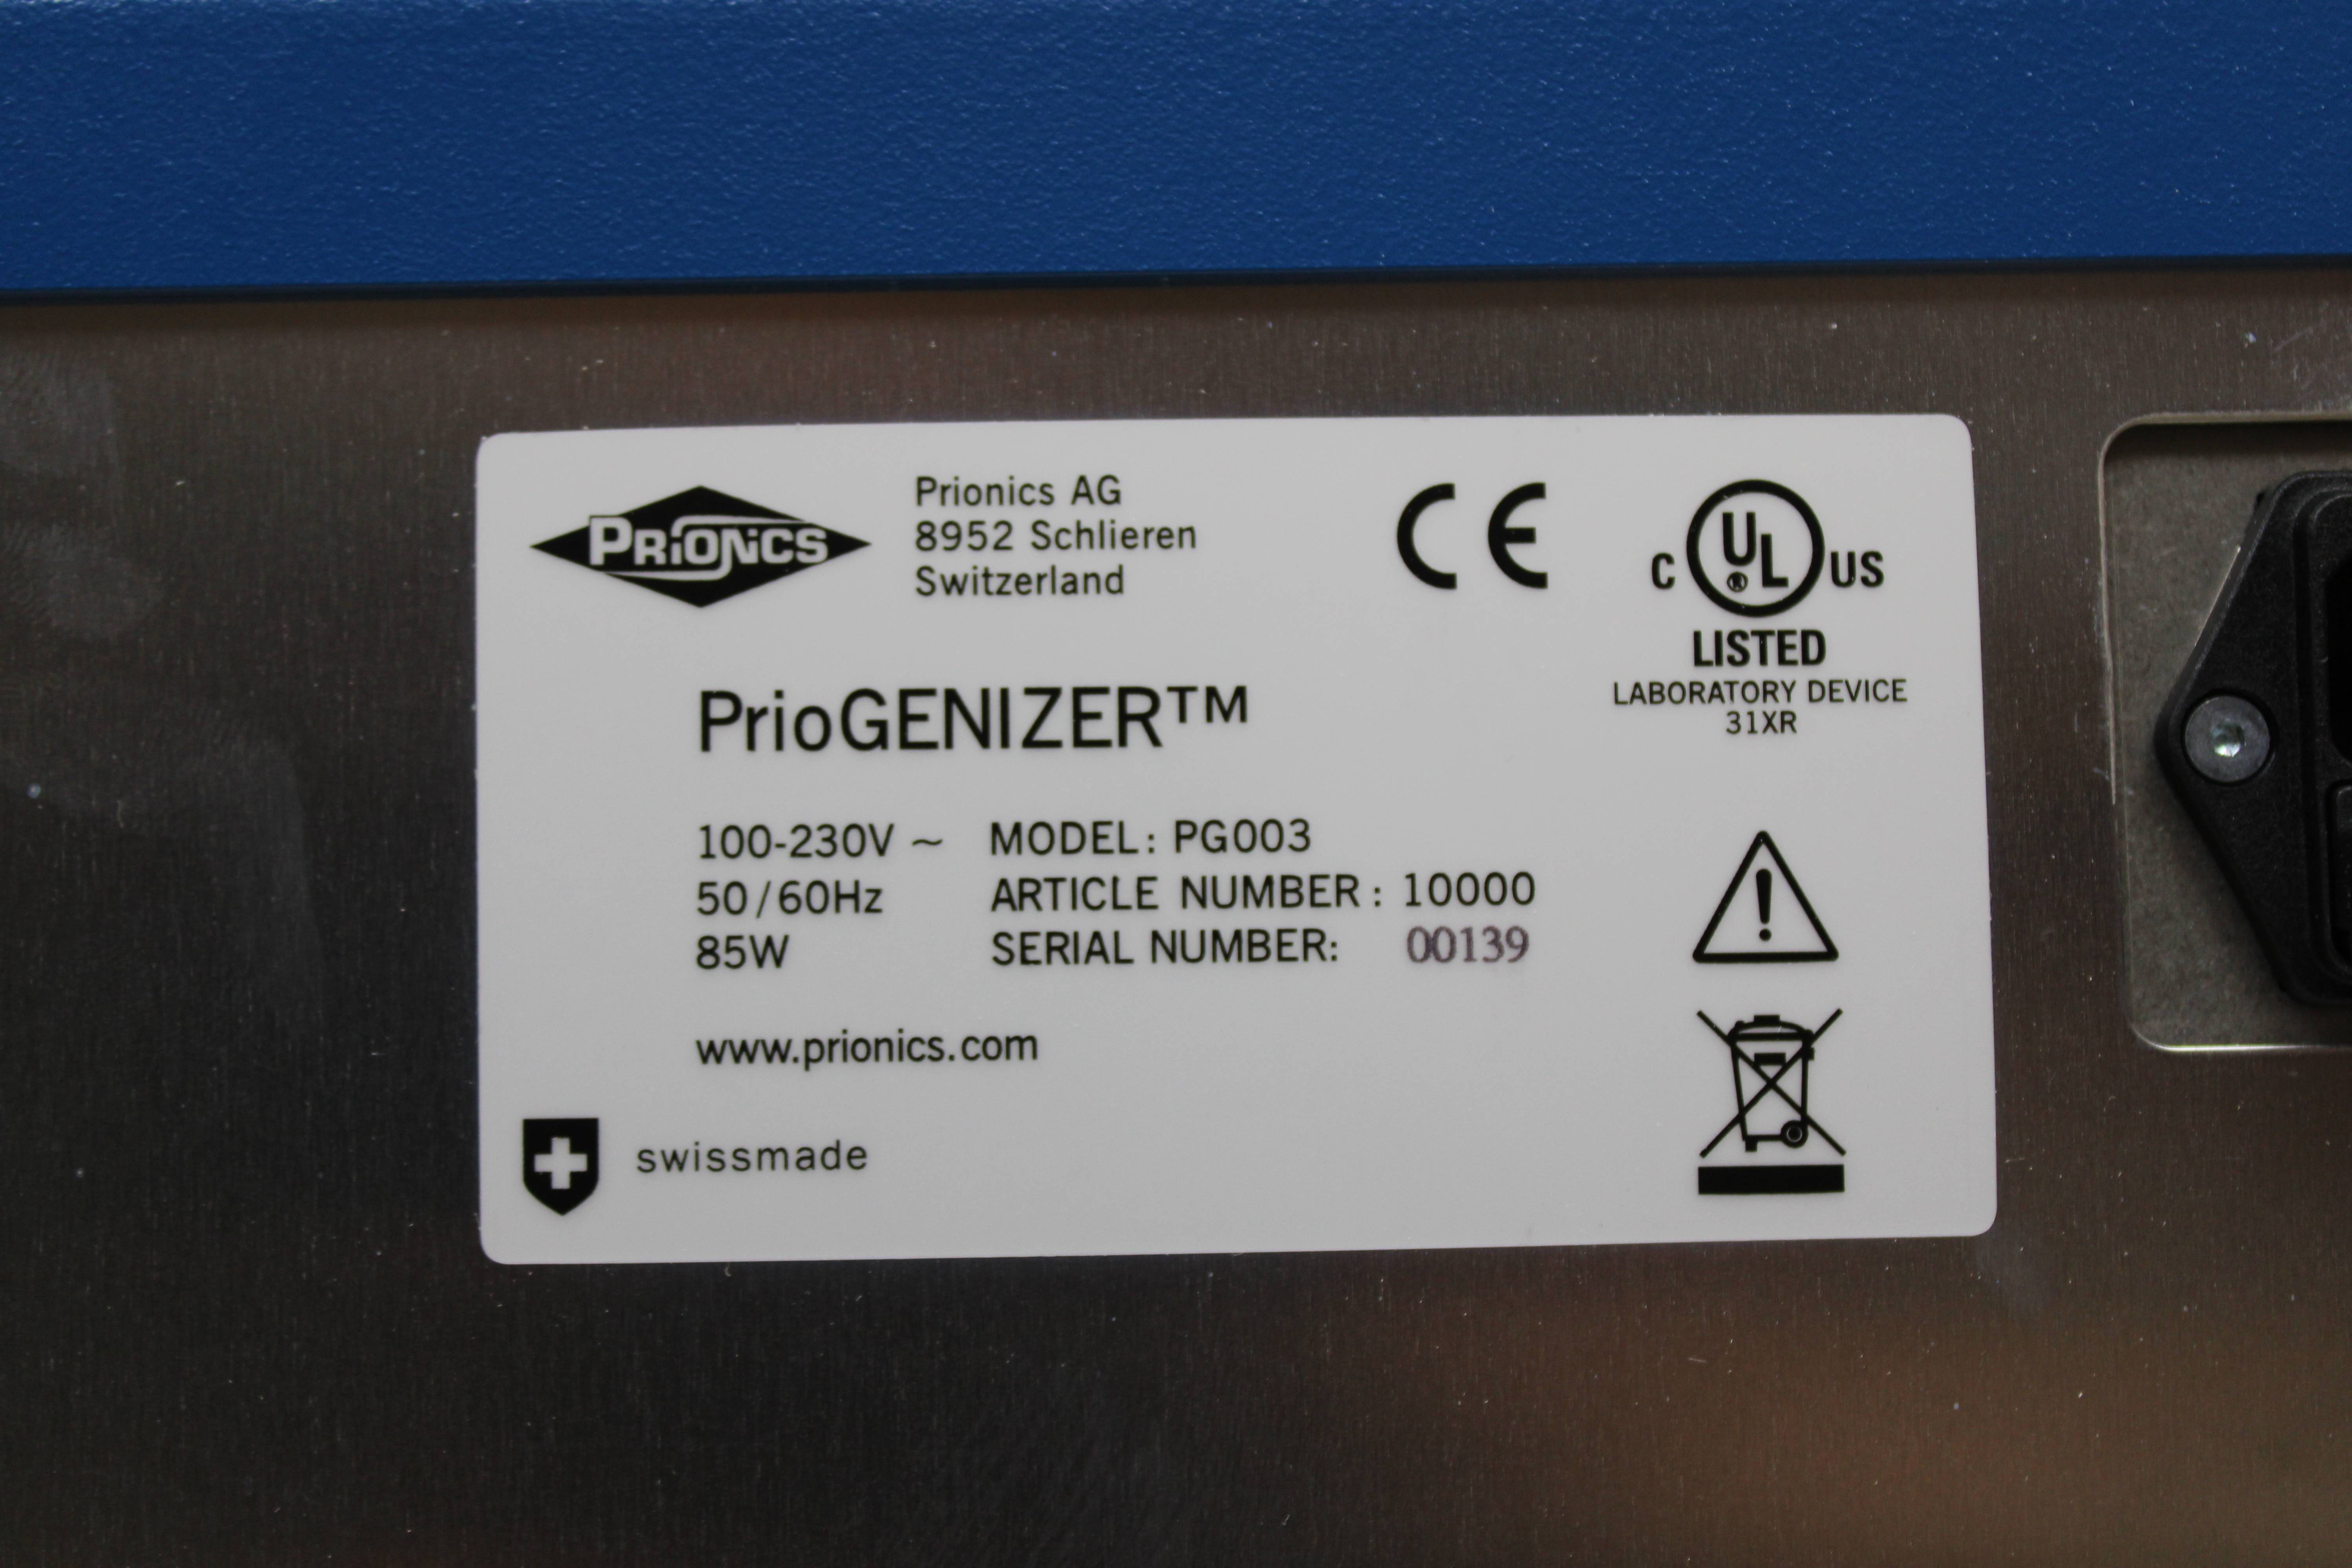 PRiONiCS
Prionics AG
8952 Schlieren
Switzerland
CE
C UL® US
LISTED
LABORATORY DEVICE
31XR
PrioGENIZER™
100-230V ~ MODEL: PG003
50/60Hz ARTICLE NUMBER: 10000
85W SERIAL NUMBER: 00139
www.prionics.com
swissmade